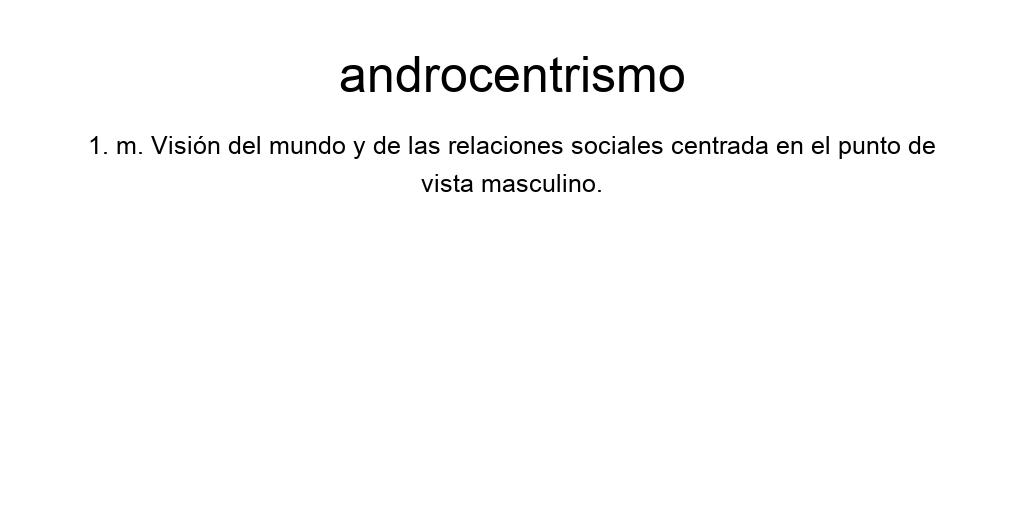 androcentrismo
1. m. Visión del mundo y de las relaciones sociales centrada en el punto de
vista masculino.